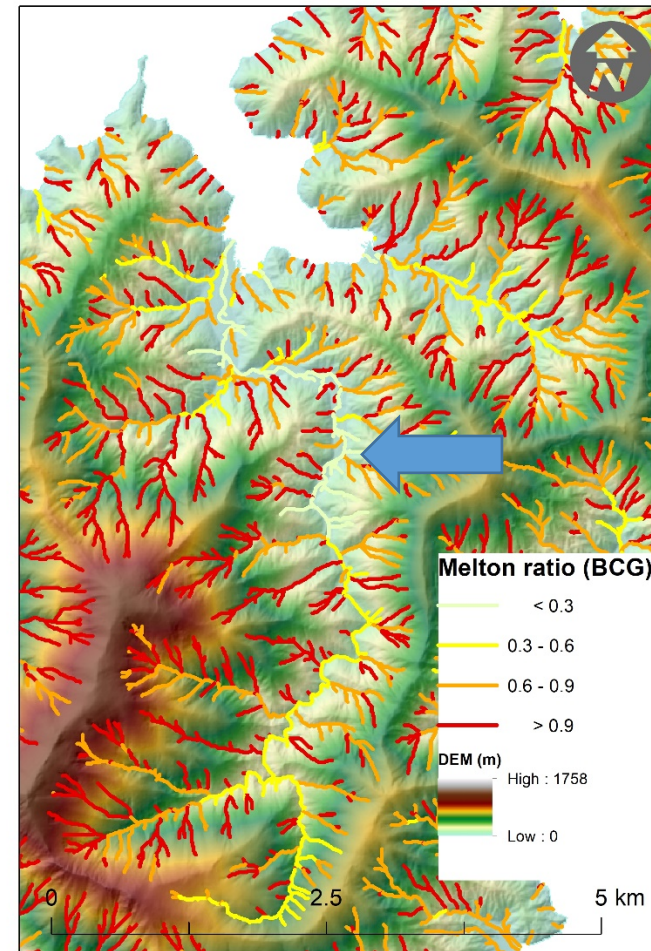 N
Melton ratio (BCG)
< 0.3
0.3 - 0.6
0.6 - 0.9
> 0.9
DEM (m)
High : 1758
Low : 0
0 2.5 5 km